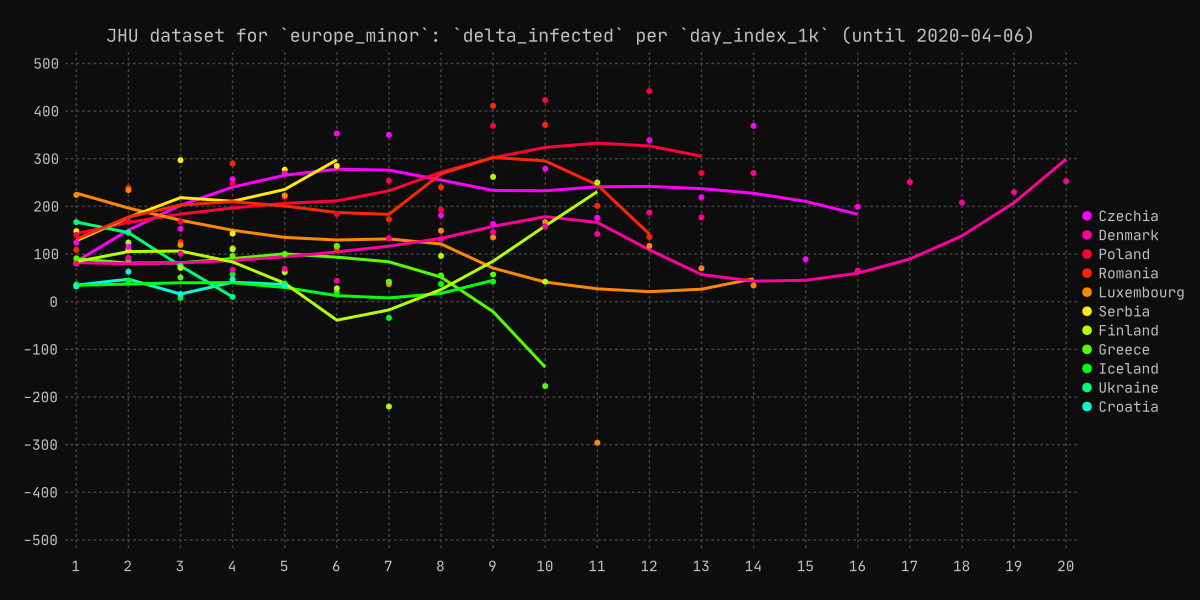 JHU dataset for `europe_minor`: `delta_infected` per `day_index_1k` (until 2020-04-06)
500
400
300
200
100
0
-100
-200
-300
-400
-500
1 2 3 4 5 6 7 8 9 10 11 12 13 14 15 16 17 18 19 20
Czechia
Denmark
Poland
Romania
Luxembourg
Serbia
Finland
Greece
Iceland
Ukraine
Croatia